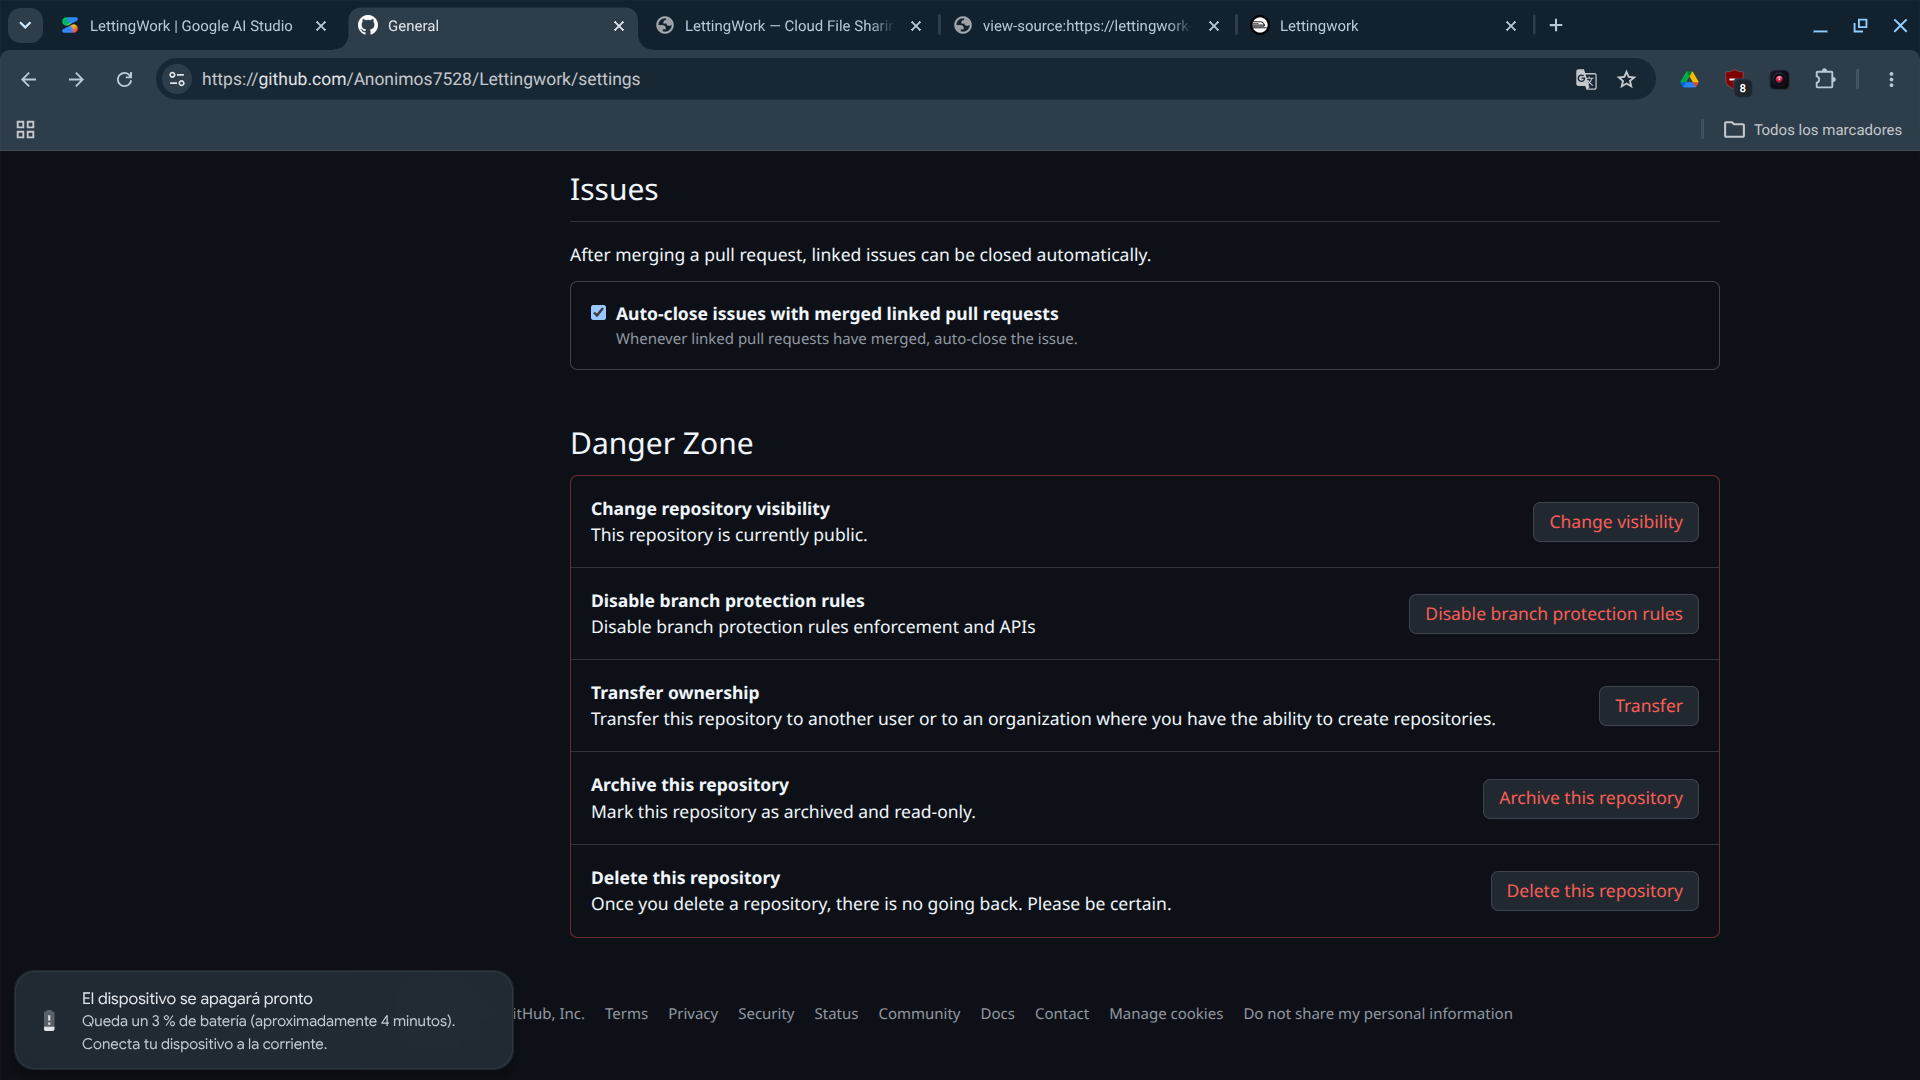 LettingWork | Google AI Studio
General
LettingWork — Cloud File Sharin
view-source:https://lettingwork
Lettingwork
https://github.com/Anonimos7528/Lettingwork/settings
8
Todos los marcadores
Issues
After merging a pull request, linked issues can be closed automatically.
Auto-close issues with merged linked pull requests
Whenever linked pull requests have merged, auto-close the issue.
Danger Zone
Change repository visibility
This repository is currently public.
Change visibility
Disable branch protection rules
Disable branch protection rules enforcement and APIs
Disable branch protection rules
Transfer ownership
Transfer this repository to another user or to an organization where you have the ability to create repositories.
Transfer
Archive this repository
Mark this repository as archived and read-only.
Archive this repository
Delete this repository
Once you delete a repository, there is no going back. Please be certain.
Delete this repository
El dispositivo se apagará pronto
Queda un 3 % de batería (aproximadamente 4 minutos).
Conecta tu dispositivo a la corriente.
itHub, Inc. Terms Privacy Security Status Community Docs Contact Manage cookies Do not share my personal information